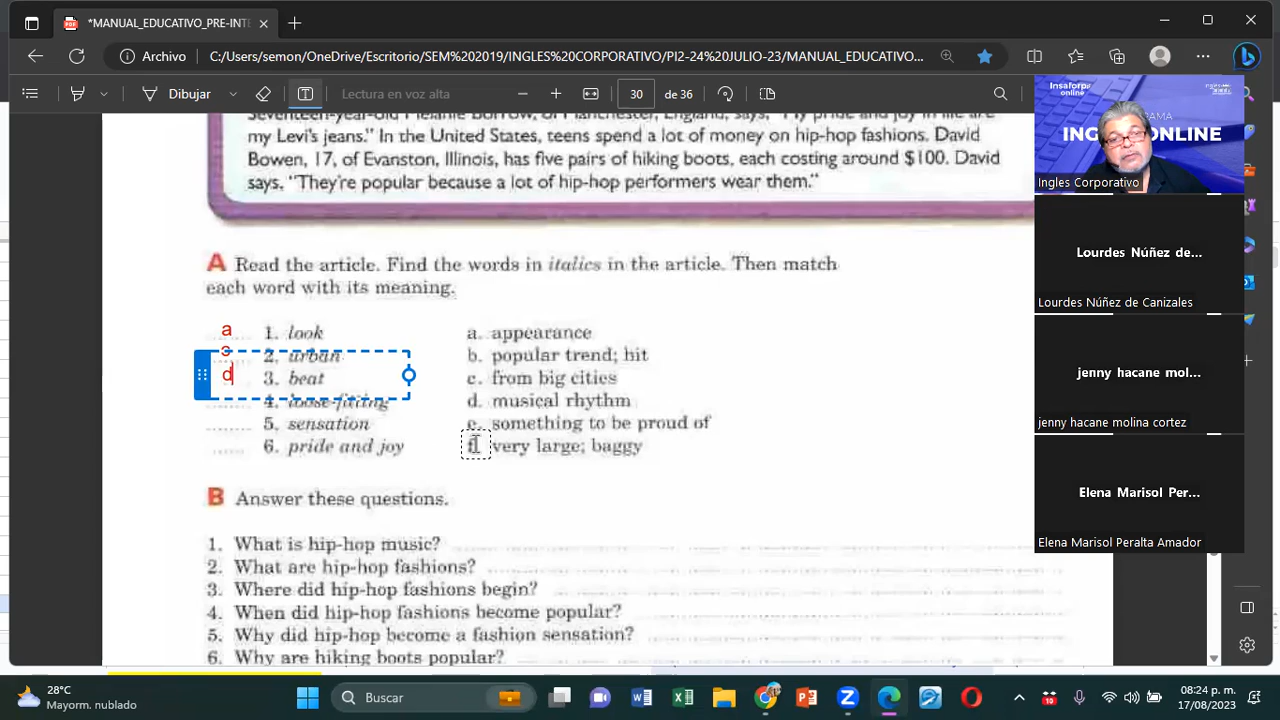 *MANUAL_EDUCATIVO_PRE-INTE
Archivo
C:/Users/semon/OneDrive/Escritorio/SEM%202019/INGLES%20CORPORATIVO/PI2-24%20JULIO-23/MANUAL_EDUCATIVO_...
Dibujar
Lectura en voz alta
30 de 36
my Levi's jeans." In the United States, teens spend a lot of money on hip-hop fashions. David
Bowen, 17, of Evanston, Illinois, has five pairs of hiking boots, each costing around $100. David
says, "They're popular because a lot of hip-hop performers wear them."
A Read the article. Find the words in italics in the article. Then match
each word with its meaning.
a 1. look a. appearance
2. urban b. popular trend; hit
d 3. beat c. from big cities
4. loose-fitting d. musical rhythm
5. sensation e. something to be proud of
6. pride and joy f. very large; baggy
B Answer these questions.
1. What is hip-hop music?
2. What are hip-hop fashions?
3. Where did hip-hop fashions begin?
4. When did hip-hop fashions become popular?
5. Why did hip-hop become a fashion sensation?
6. Why are hiking boots popular?
Insaforp
online
Ingles Corporativo
Lourdes Núñez de...
Lourdes Núñez de Canizales
jenny hacane mol...
jenny hacane molina cortez
Elena Marisol Per...
Elena Marisol Peralta Amador
28°C
Mayorm. nublado
Buscar
10
08:24 p. m.
17/08/2023